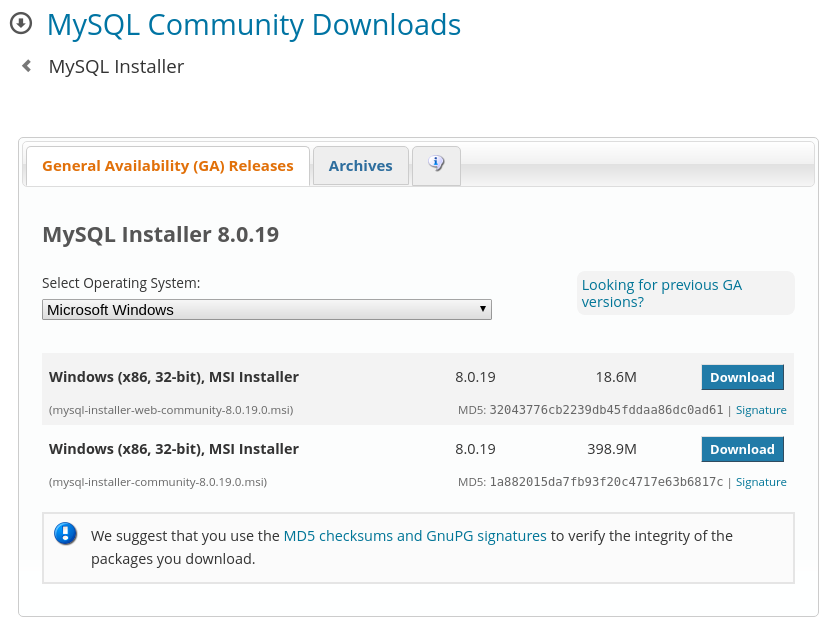 MySQL Community Downloads
MySQL Installer
General Availability (GA) Releases Archives
MySQL Installer 8.0.19
Select Operating System:
Microsoft Windows
Looking for previous GA
versions?
Windows (x86, 32-bit), MSI Installer 8.0.19 18.6M Download
(mysql-installer-web-community-8.0.19.0.msi) MD5: 32043776cb2239db45fddaa86dc0ad61 | Signature
Windows (x86, 32-bit), MSI Installer 8.0.19 398.9M Download
(mysql-installer-community-8.0.19.0.msi) MD5: 1a882015da7fb93f20c4717e63b6817c | Signature
We suggest that you use the MD5 checksums and GnuPG signatures to verify the integrity of the
packages you download.